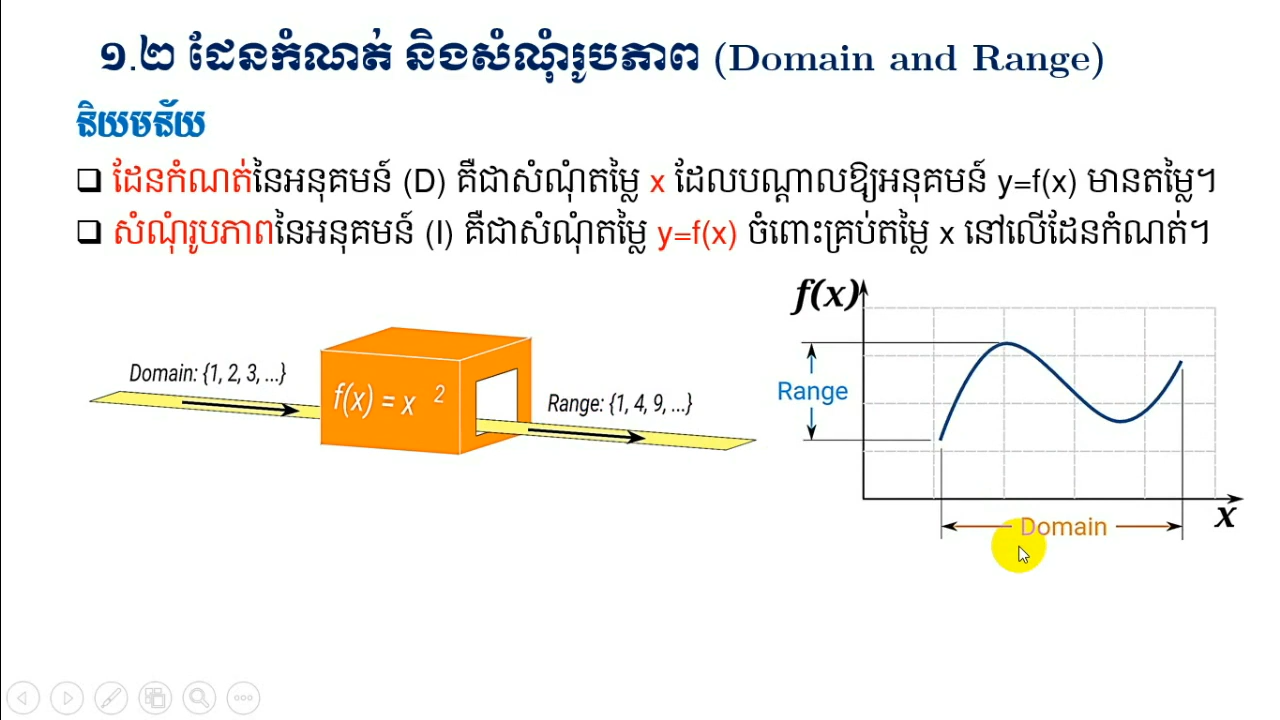 ១.២ ដែនកំណត់ និងសំណុំរូបភាព (Domain and Range)
និយមន័យ
❑ ដែនកំណត់នៃអនុគមន៍ (D) គឺជាសំណុំតម្លៃ x ដែលបណ្តាលឱ្យអនុគមន៍ y=f(x) មានតម្លៃ។
❑ សំណុំរូបភាពនៃអនុគមន៍ (I) គឺជាសំណុំតម្លៃ y=f(x) ចំពោះគ្រប់តម្លៃ x នៅលើដែនកំណត់។
Domain: {1, 2, 3, ...}
f(x) = x 2
Range: {1, 4, 9, ...}
f(x)
Range
x
Domain